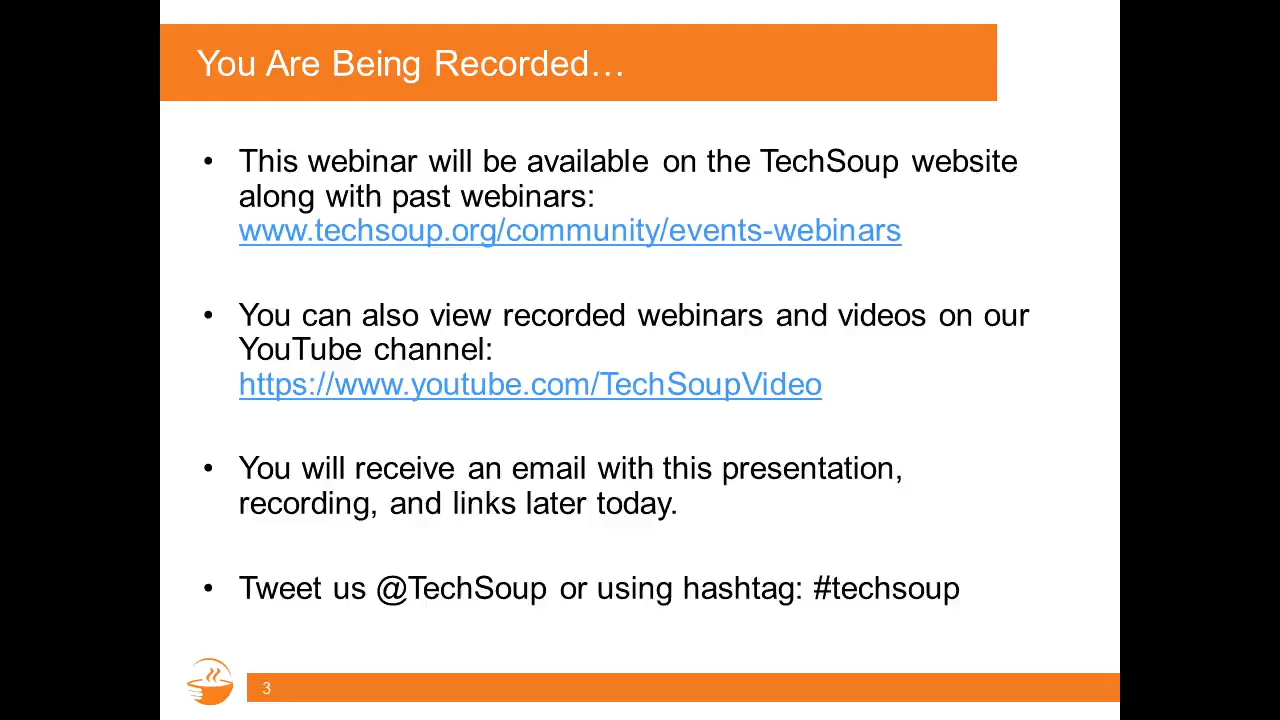 You Are Being Recorded…
• This webinar will be available on the TechSoup website
along with past webinars:
www.techsoup.org/community/events-webinars
• You can also view recorded webinars and videos on our
YouTube channel:
https://www.youtube.com/TechSoupVideo
• You will receive an email with this presentation,
recording, and links later today.
• Tweet us @TechSoup or using hashtag: #techsoup
3